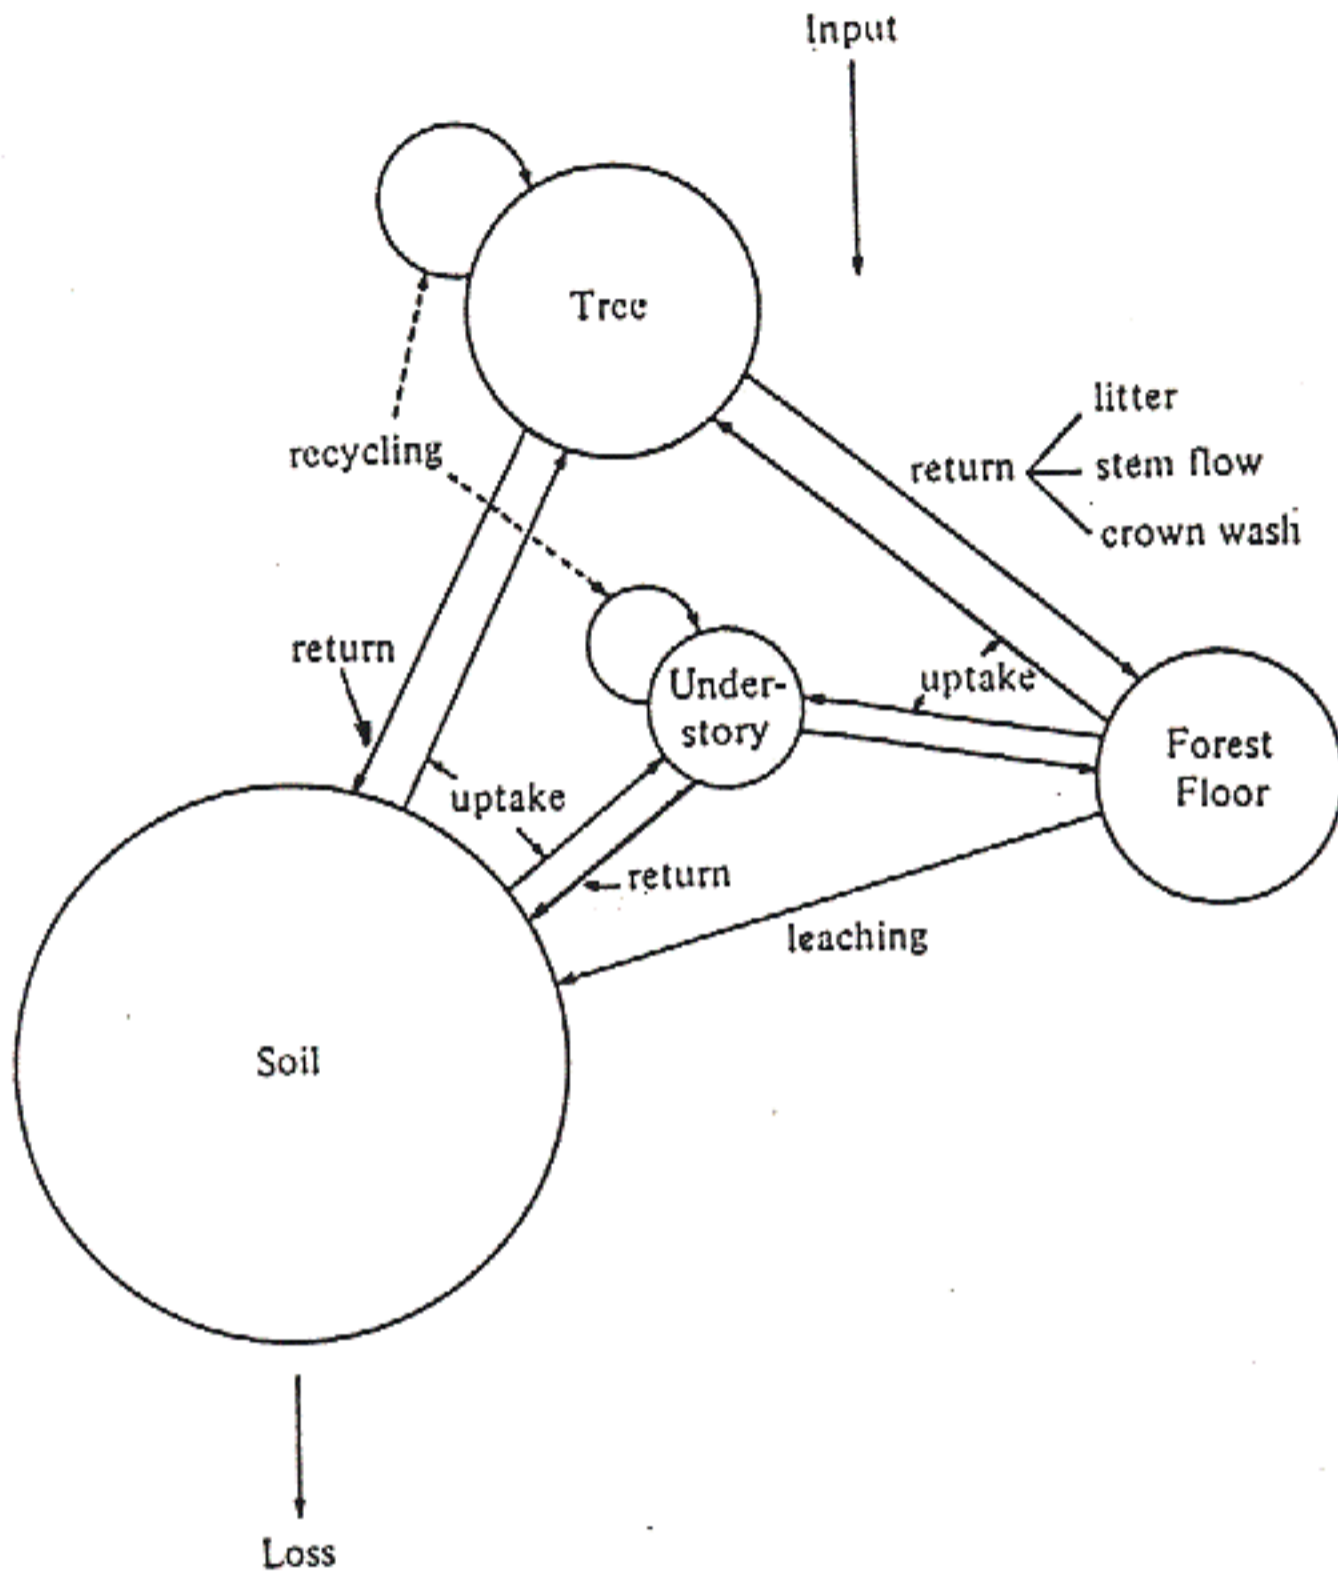 Input
Tree
litter
recycling
return
stem flow
crown wash
return
Under-
story
uptake
Forest
Floor
uptake
return
leaching
Soil
Loss